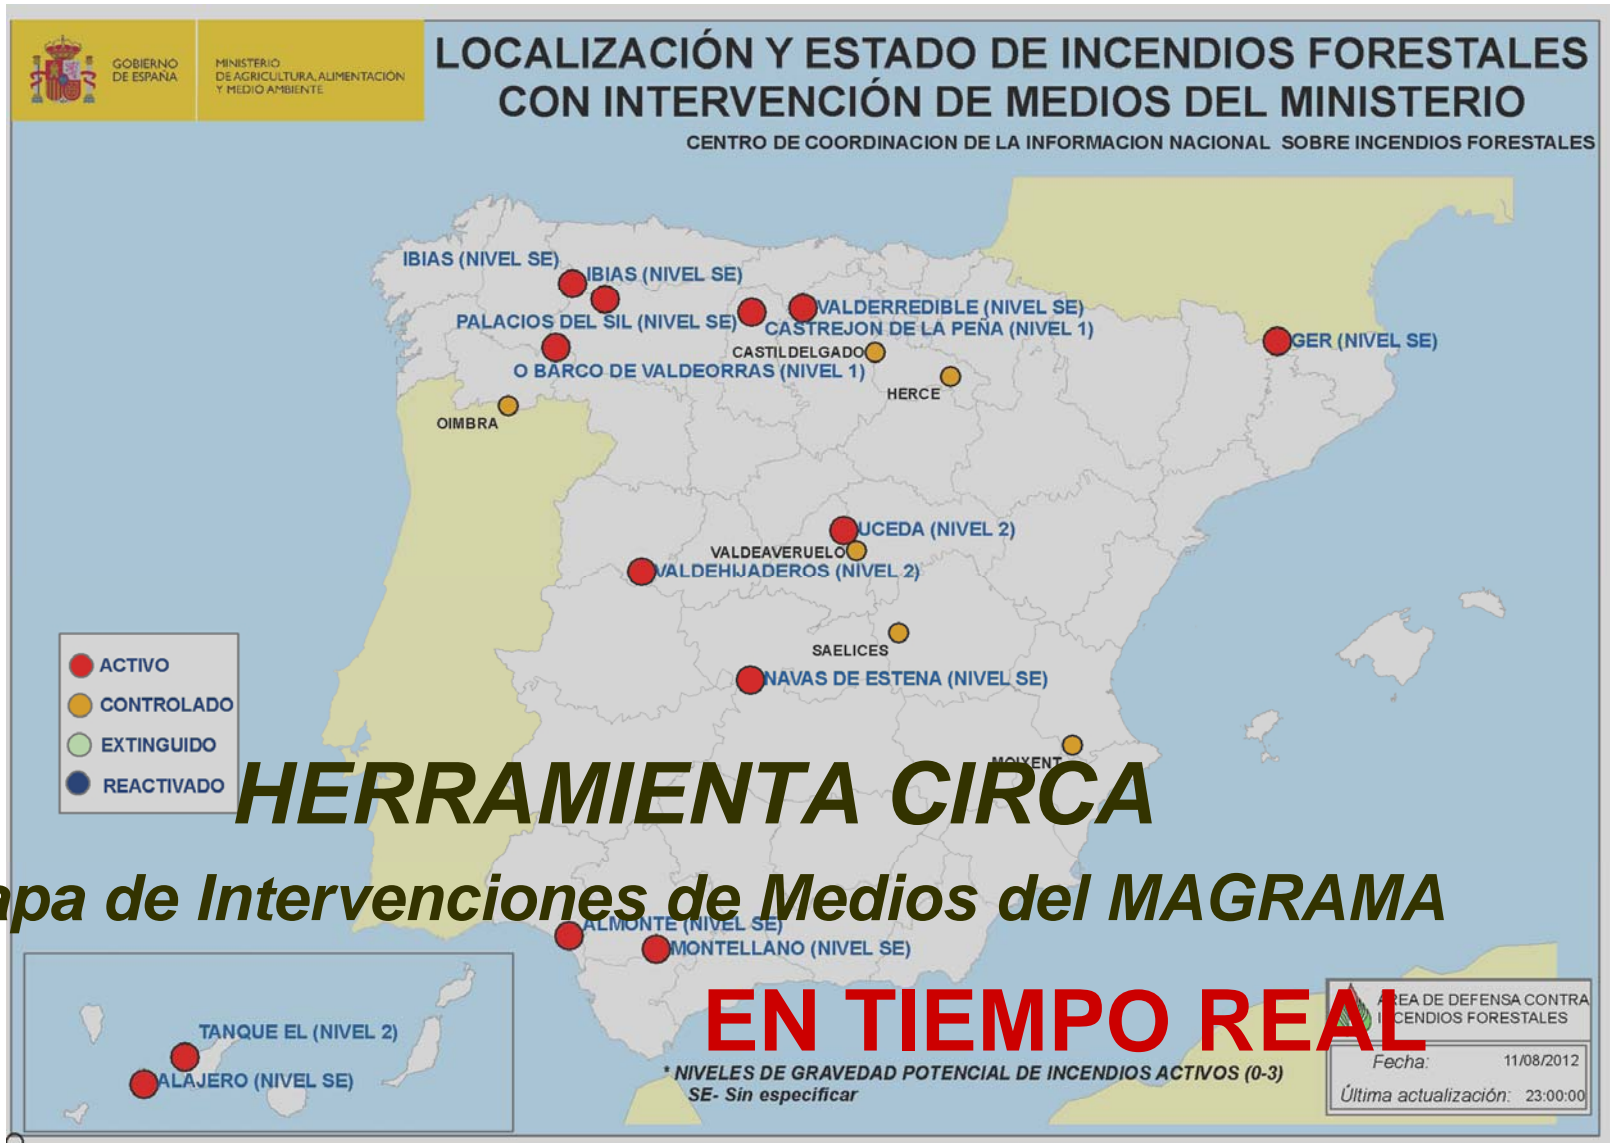 GOBIERNO
DE ESPAÑA
MINISTERIO
DE AGRICULTURA, ALIMENTACIÓN
Y MEDIO AMBIENTE
LOCALIZACIÓN Y ESTADO DE INCENDIOS FORESTALES
CON INTERVENCIÓN DE MEDIOS DEL MINISTERIO
CENTRO DE COORDINACION DE LA INFORMACION NACIONAL SOBRE INCENDIOS FORESTALES
IBIAS (NIVEL SE)
IBIAS (NIVEL SE)
VALDERREDIBLE (NIVEL SE)
PALACIOS DEL SIL (NIVEL SE)
CASTREJON DE LA PEÑA (NIVEL 1)
GER (NIVEL SE)
CASTILDELGADO
O BARCO DE VALDEORRAS (NIVEL 1)
HERCE
OIMBRA
UCEDA (NIVEL 2)
VALDEAVERUELO
VALDEHIJADEROS (NIVEL 2)
SAELICES
NAVAS DE ESTENA (NIVEL SE)
ACTIVO
CONTROLADO
EXTINGUIDO
REACTIVADO
MOIXENT
HERRAMIENTA CIRCA
apa de Intervenciones de Medios del MAGRAMA
ALMONTE (NIVEL SE)
MONTELLANO (NIVEL SE)
EN TIEMPO REAL
TANQUE EL (NIVEL 2)
ALAJERO (NIVEL SE)
* NIVELES DE GRAVEDAD POTENCIAL DE INCENDIOS ACTIVOS (0-3)
SE- Sin especificar
AREA DE DEFENSA CONTRA
INCENDIOS FORESTALES
Fecha: 11/08/2012
Última actualización: 23:00:00